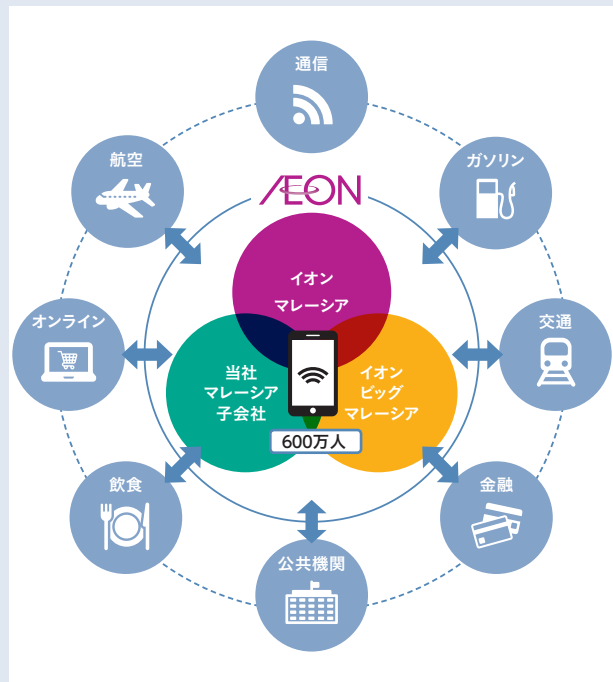 通信
航空
ガソリン
ÆON
イオン
マレーシア
オンライン
交通
当社
マレーシア
子会社
イオン
ビッグ
マレーシア
600万人
飲食
金融
公共機関